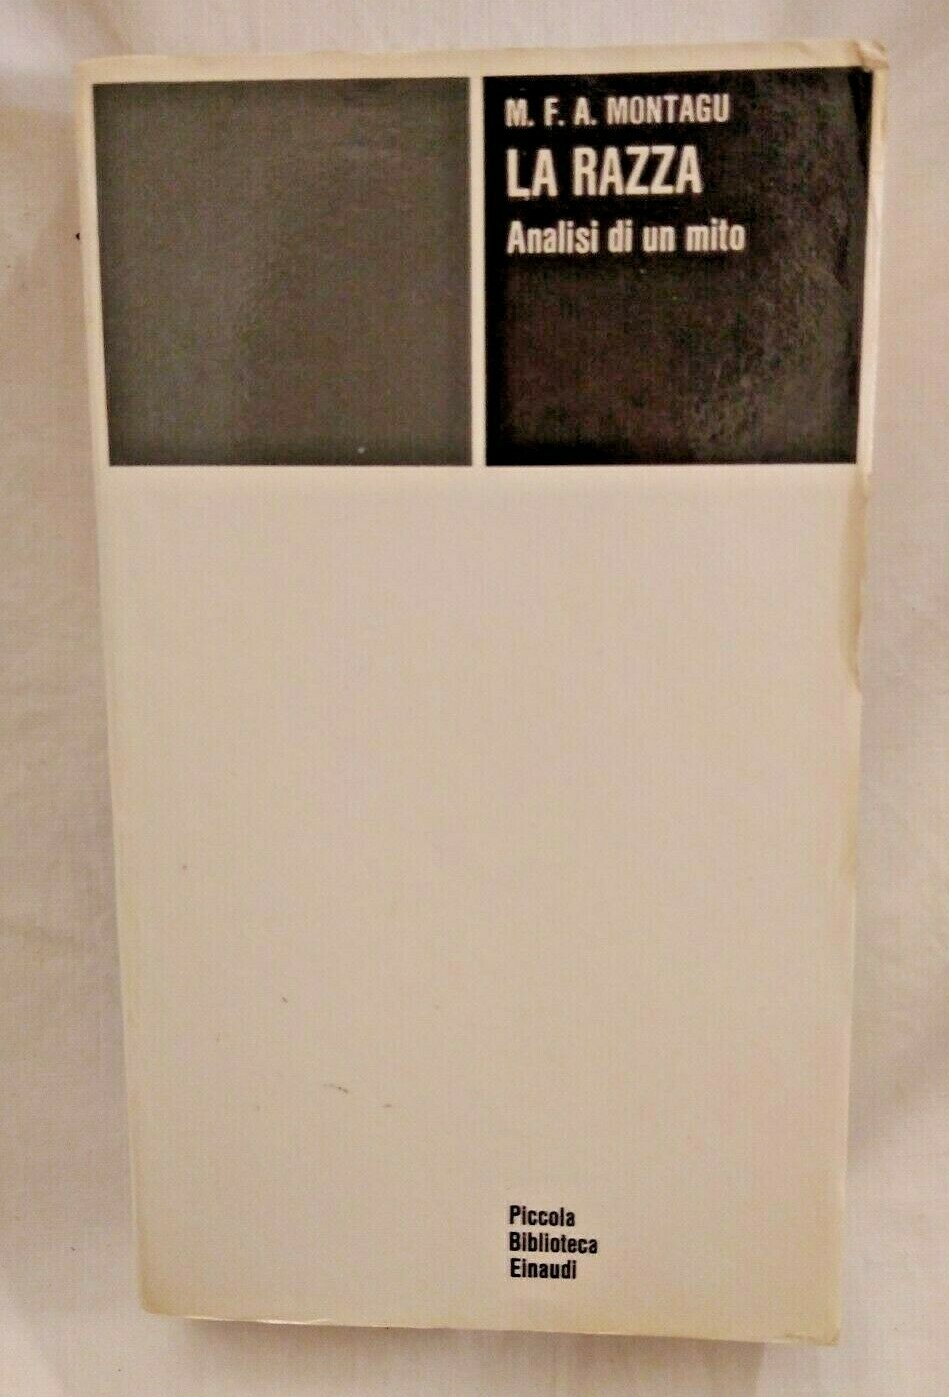 M. F. A. MONTAGU
LA RAZZA
Analisi di un mito
Piccola
Biblioteca
Einaudi